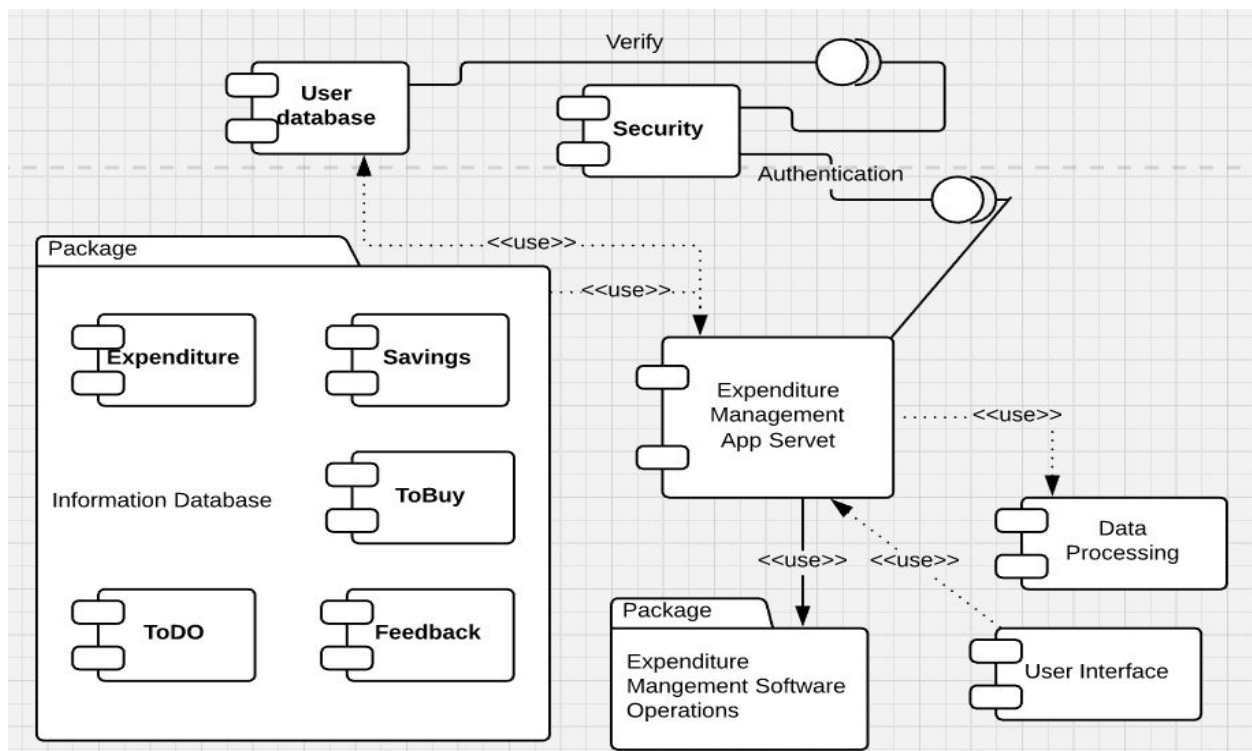 Verify
User
database
Security
Authentication
<<use>>
Package
<<use>>
Expenditure
Savings
Expenditure
Management
App Servet
<<use>>
Information Database
ToBuy
Data
Processing
<<use>>
<<use>>
Package
ToDO
Feedback
Expenditure
Mangement Software
Operations
User Interface